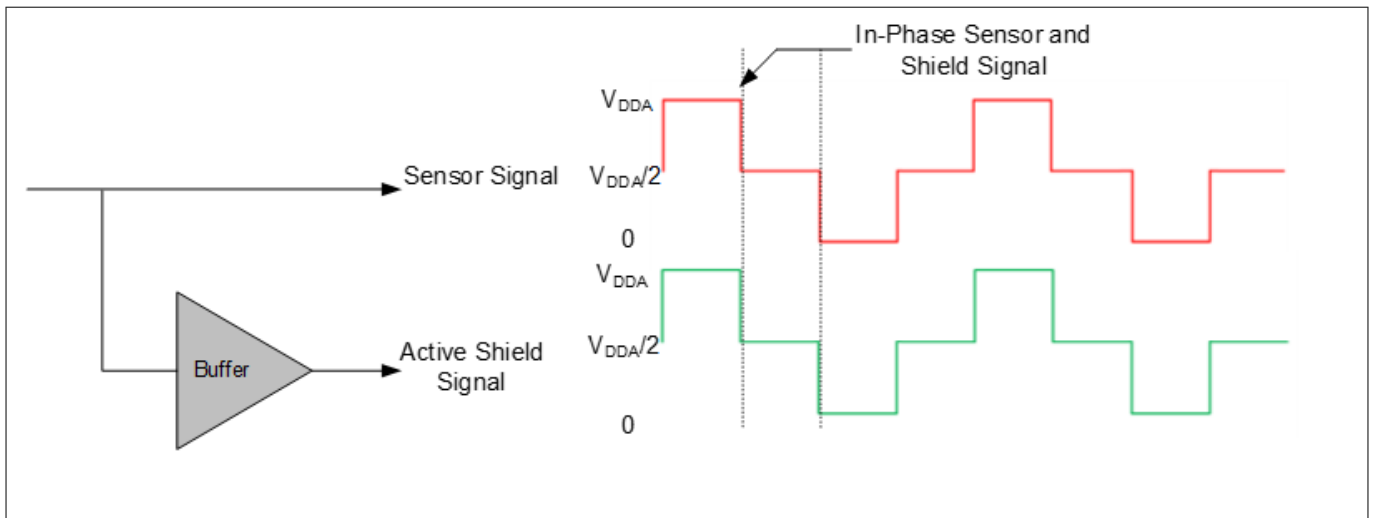 In-Phase Sensor and
Shield Signal
VDDA
Sensor Signal
VDDA/2
0
VDDA
Active Shield
Signal
VDDA/2
Buffer
0